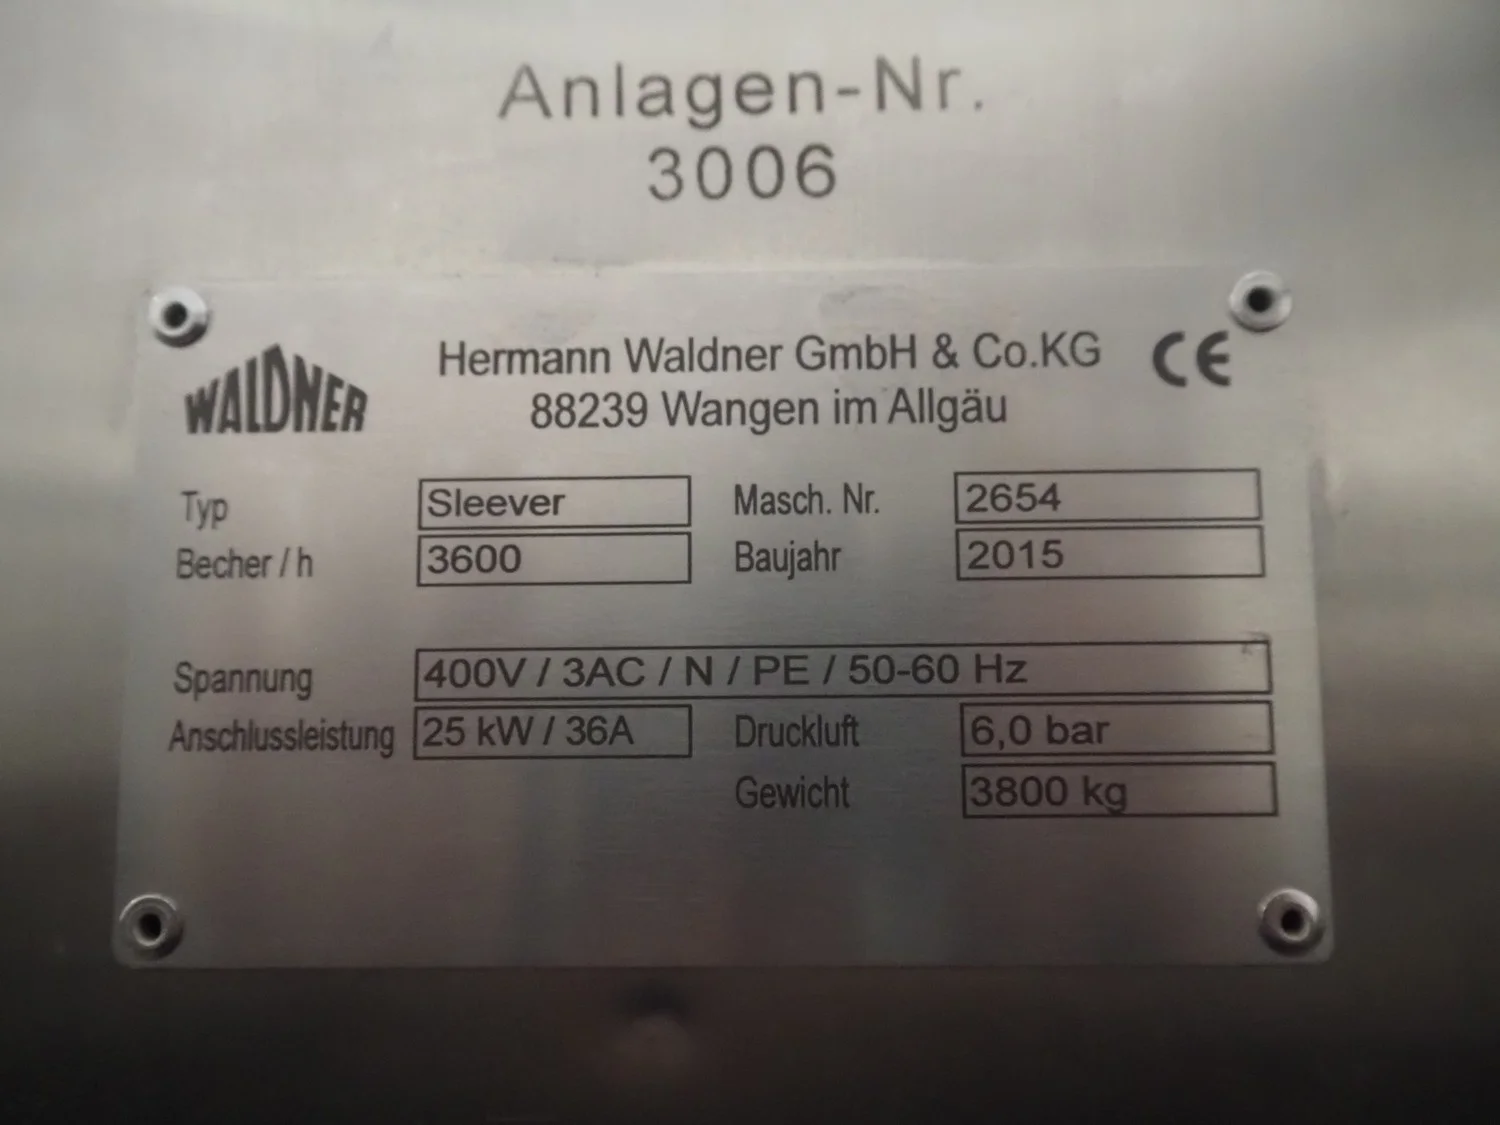 Anlagen-Nr.
3006
WALDNER
Hermann Waldner GmbH & Co.KG CE
88239 Wangen im Allgäu
Typ Sleever Masch. Nr. 2654
Becher / h 3600 Baujahr 2015
Spannung 400V / 3AC / N / PE / 50-60 Hz
Anschlussleistung 25 kW / 36A Druckluft 6,0 bar
Gewicht 3800 kg